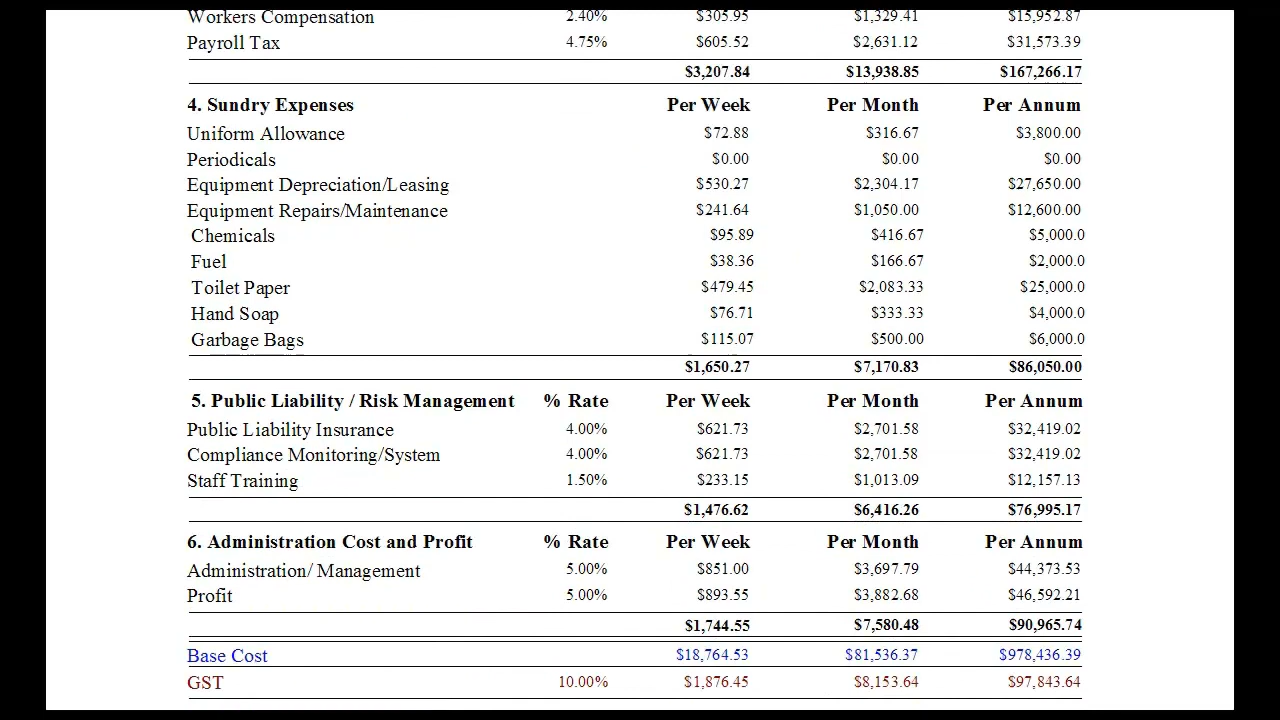 Workers Compensation 2.40% $305.95 $1,329.41 $15,952.87
Payroll Tax 4.75% $605.52 $2,631.12 $31,573.39
$3,207.84 $13,938.85 $167,266.17
4. Sundry Expenses Per Week Per Month Per Annum
Uniform Allowance $72.88 $316.67 $3,800.00
Periodicals $0.00 $0.00 $0.00
Equipment Depreciation/Leasing $530.27 $2,304.17 $27,650.00
Equipment Repairs/Maintenance $241.64 $1,050.00 $12,600.00
Chemicals $95.89 $416.67 $5,000.0
Fuel $38.36 $166.67 $2,000.0
Toilet Paper $479.45 $2,083.33 $25,000.0
Hand Soap $76.71 $333.33 $4,000.0
Garbage Bags $115.07 $500.00 $6,000.0
$1,650.27 $7,170.83 $86,050.00
5. Public Liability / Risk Management % Rate Per Week Per Month Per Annum
Public Liability Insurance 4.00% $621.73 $2,701.58 $32,419.02
Compliance Monitoring/System 4.00% $621.73 $2,701.58 $32,419.02
Staff Training 1.50% $233.15 $1,013.09 $12,157.13
$1,476.62 $6,416.26 $76,995.17
6. Administration Cost and Profit % Rate Per Week Per Month Per Annum
Administration/ Management 5.00% $851.00 $3,697.79 $44,373.53
Profit 5.00% $893.55 $3,882.68 $46,592.21
$1,744.55 $7,580.48 $90,965.74
Base Cost $18,764.53 $81,536.37 $978,436.39
GST 10.00% $1,876.45 $8,153.64 $97,843.64